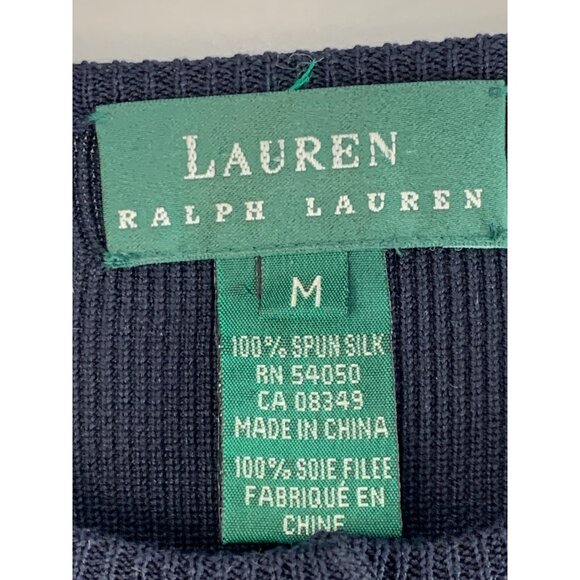 LAUREN
RALPH LAUREN
M
100% SPUN SILK
RN 54050
CA 08349
MADE IN CHINA
100% SOIE FILEE
FABRIQUÉ EN
CHINE